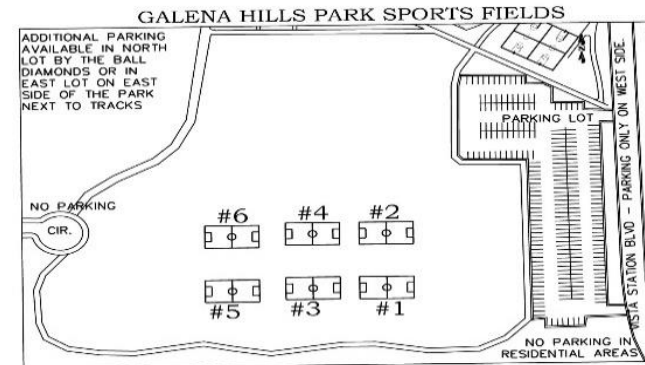 GALENA HILLS PARK SPORTS FIELDS
ADDITIONAL PARKING
AVAILABLE IN NORTH
LOT BY THE BALL
DIAMONDS OR IN
EAST LOT ON EAST
SIDE OF THE PARK
NEXT TO TRACKS
PARKING LOT
VISTA STATION BLVD - PARKING ONLY ON WEST SIDE.
NO PARKING
CIR.
#6
#4
#2
#5
#3
#1
NO PARKING IN
RESIDENTIAL AREAS